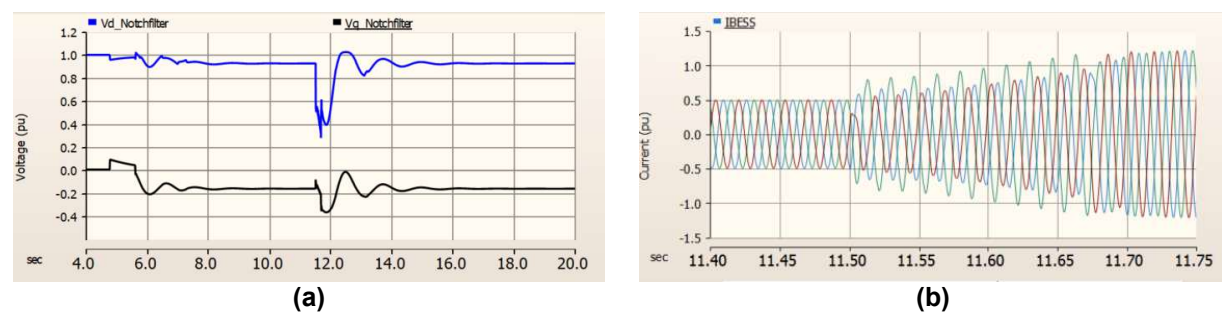 Vd_Notchfilter Vq_Notchfilter
Voltage (pu)
1.2
1.0
0.8
0.6
0.4
0.2
0.0
-0.2
-0.4
sec 4.0 6.0 8.0 10.0 12.0 14.0 16.0 18.0 20.0
(a)
IBESS
Current (pu)
1.5
1.0
0.5
0.0
-0.5
-1.0
-1.5
sec 11.40 11.45 11.50 11.55 11.60 11.65 11.70 11.75
(b)